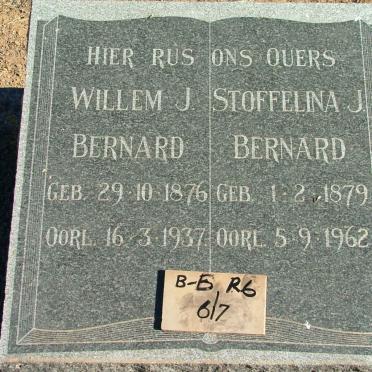 HIER RUS ONS OUERS
WILLEM J.
BERNARD
GEB. 29·10·1876
OORL. 16·3·1937
STOFFELINA J.
BERNARD
GEB. 1·2·1879
OORL. 5·9·1962
B-E R6
6/7